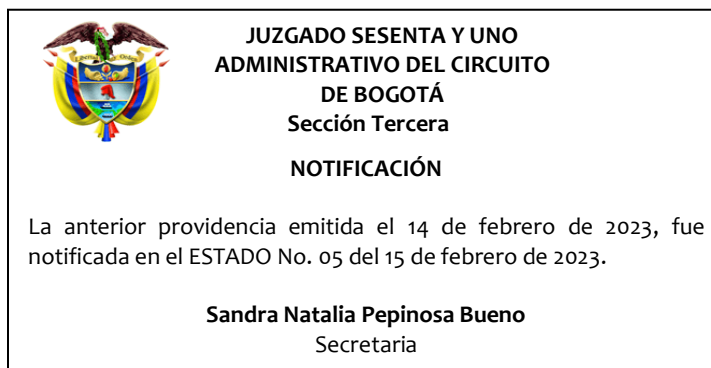 JUZGADO SESENTA Y UNO
ADMINISTRATIVO DEL CIRCUITO
DE BOGOTÁ
Sección Tercera
NOTIFICACIÓN
La anterior providencia emitida el 14 de febrero de 2023, fue
notificada en el ESTADO No. 05 del 15 de febrero de 2023.
Sandra Natalia Pepinosa Bueno
Secretaria